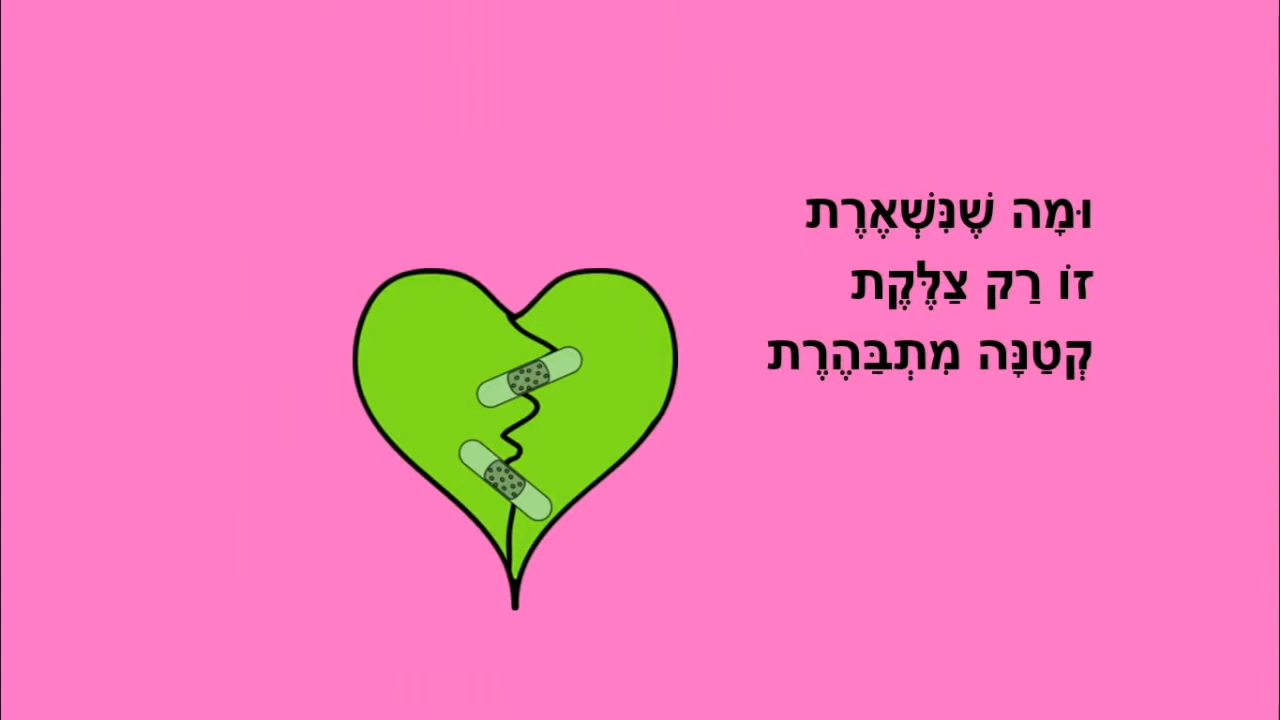 וּמָה שֶׁנִּשְׁאֶרֶת
זוֹ רַק צַלֶּקֶת
קְטַנָּה מִתְבַּהֶרֶת